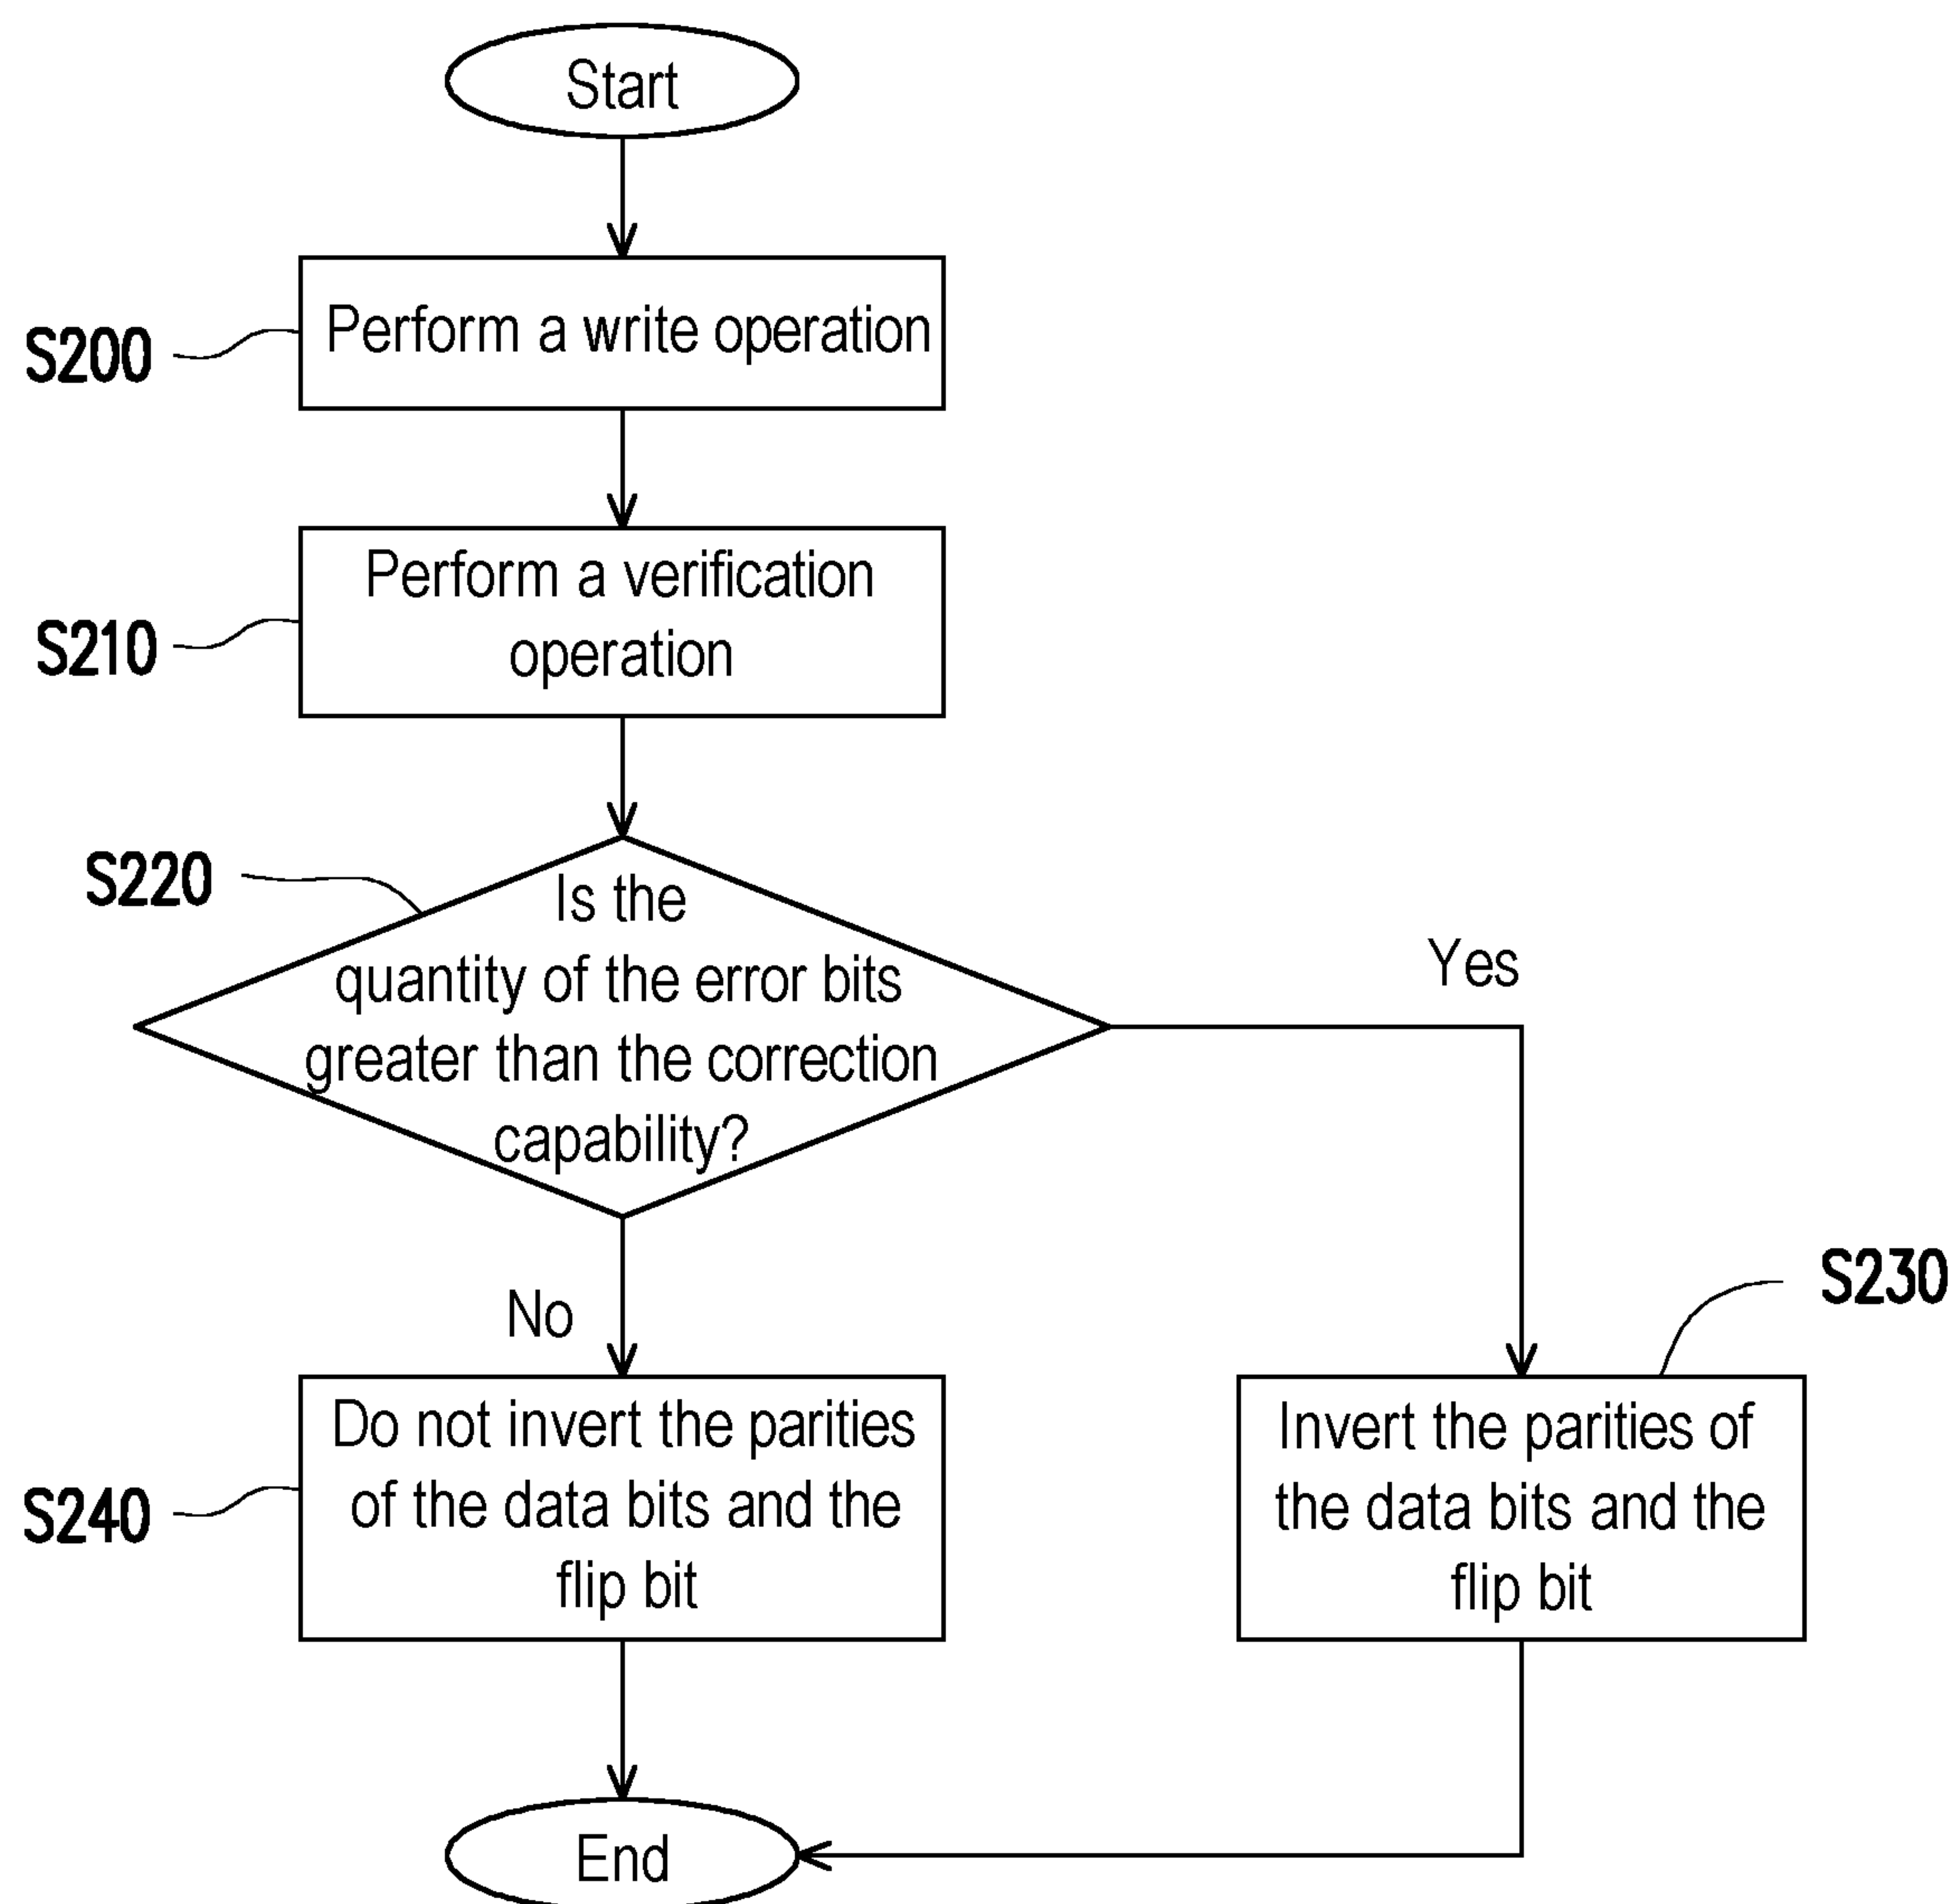 Start
S200
Perform a write operation
S210
Perform a verification
operation
S220
Is the
quantity of the error bits
greater than the correction
capability?
Yes
No
S230
S240
Do not invert the parities
of the data bits and the
flip bit
Invert the parities of
the data bits and the
flip bit
End